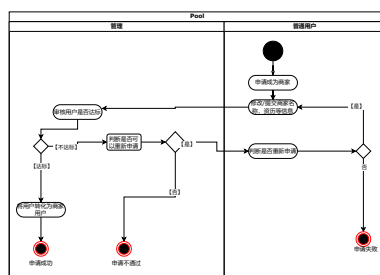 Pool
管理
普通用户
申请成为商家
修改/提交商家名
称、资历等信息
【是】
审核用户是否达标
【不达标】
判断是否可
以重新申请
【是】
判断是否重新申请
【达标】
否
【否】
将用户转化为商家
用户
申请成功
申请不通过
申请失败